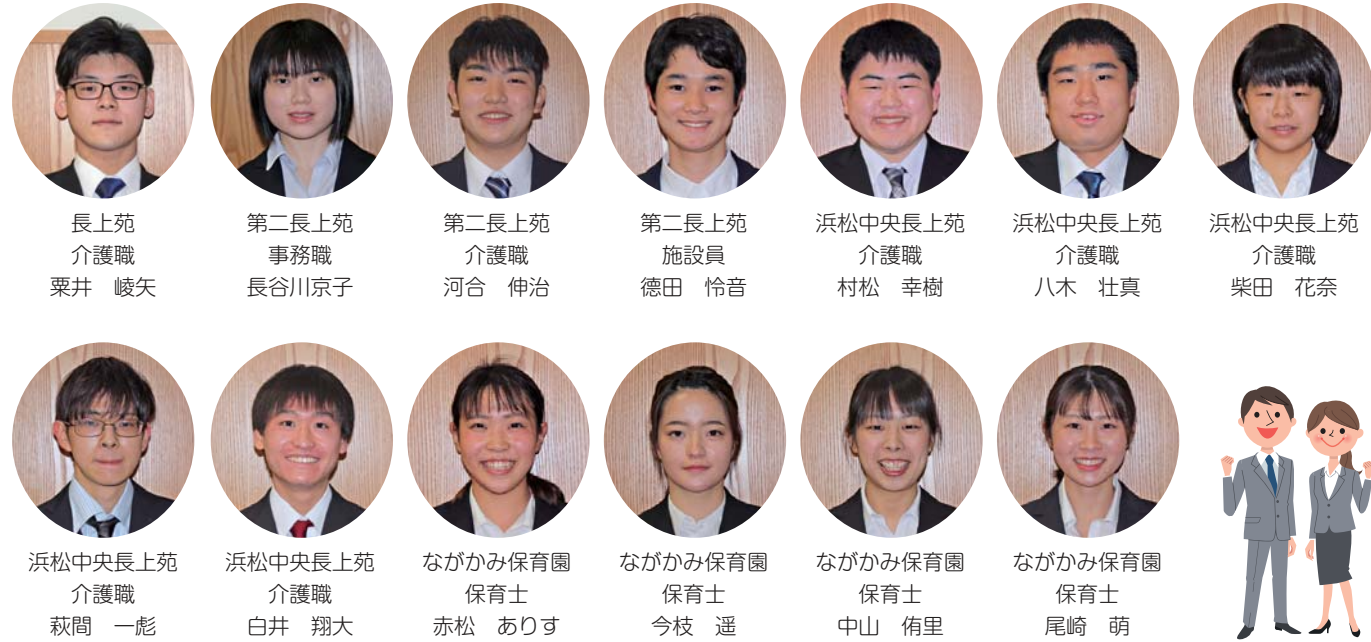 長上苑
介護職
粟井 崚矢
第二長上苑
事務職
長谷川京子
第二長上苑
介護職
河合 伸治
第二長上苑
施設員
徳田 怜音
浜松中央長上苑
介護職
村松 幸樹
浜松中央長上苑
介護職
八木 壮真
浜松中央長上苑
介護職
柴田 花奈
浜松中央長上苑
介護職
萩間 一彪
浜松中央長上苑
介護職
白井 翔大
ながかみ保育園
保育士
赤松 ありす
ながかみ保育園
保育士
今枝 遥
ながかみ保育園
保育士
中山 侑里
ながかみ保育園
保育士
尾崎 萌